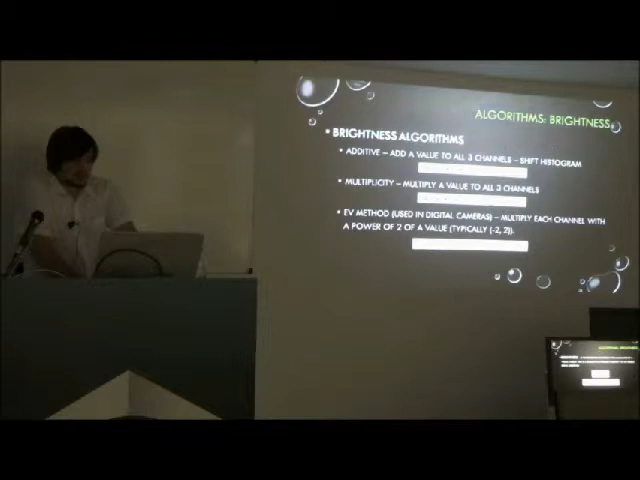 ALGORITHMS: BRIGHTNESS
• BRIGHTNESS ALGORITHMS
• ADDITIVE – ADD A VALUE TO ALL 3 CHANNELS – SHIFT HISTOGRAM
• MULTIPLICITY – MULTIPLY A VALUE TO ALL 3 CHANNELS
• EV METHOD (USED IN DIGITAL CAMERAS) – MULTIPLY EACH CHANNEL WITH
A POWER OF 2 OF A VALUE (TYPICALLY [-2, 2]).